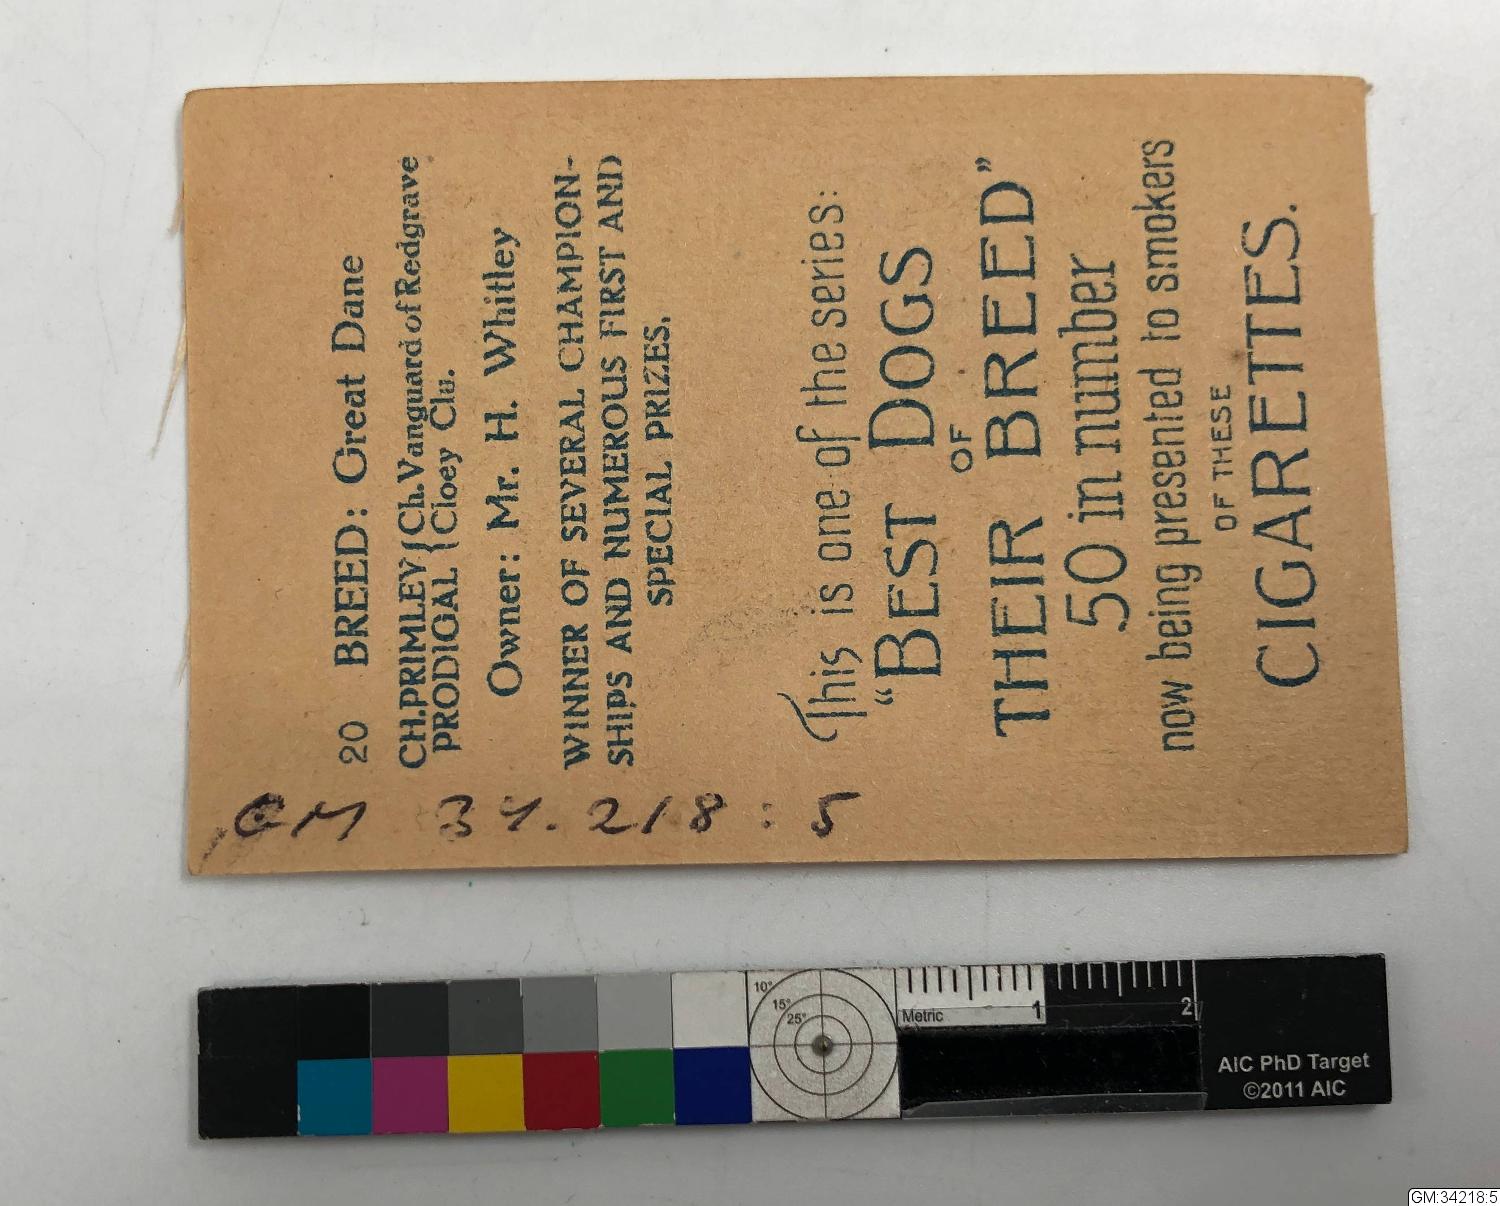 20 BREED: Great Dane
CH.PRIMLEY { Ch. Vanguard of Redgrave
PRODIGAL { Cloey Clu.
Owner: Mr. H. Whitley
WINNER OF SEVERAL CHAMPION-
SHIPS AND NUMEROUS FIRST AND
SPECIAL PRIZES.
This is one of the series:
“BEST DOGS
OF
THEIR BREED”
50 in number
now being presented to smokers
OF THESE
CIGARETTES.
GM 34.218:5
10°
15°
25°
Metric 1 2
AIC PhD Target
©2011 AIC
GM:34218:5